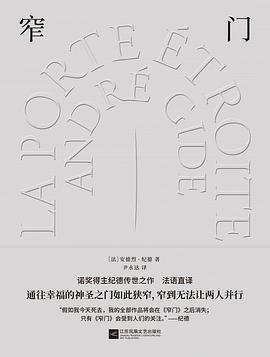 窄门
LA PORTE ÉTROITE
ANDRÉ GIDE
[法]安德烈·纪德 著
尹永达 译
诺奖得主纪德传世之作 法语直译
通往幸福的神圣之门如此狭窄,窄到无法让两人并行
“假如我今天死去,我的全部作品将会在《窄门》之后消失;
只有《窄门》会受到人们的关注。”——纪德
江苏凤凰文艺出版社